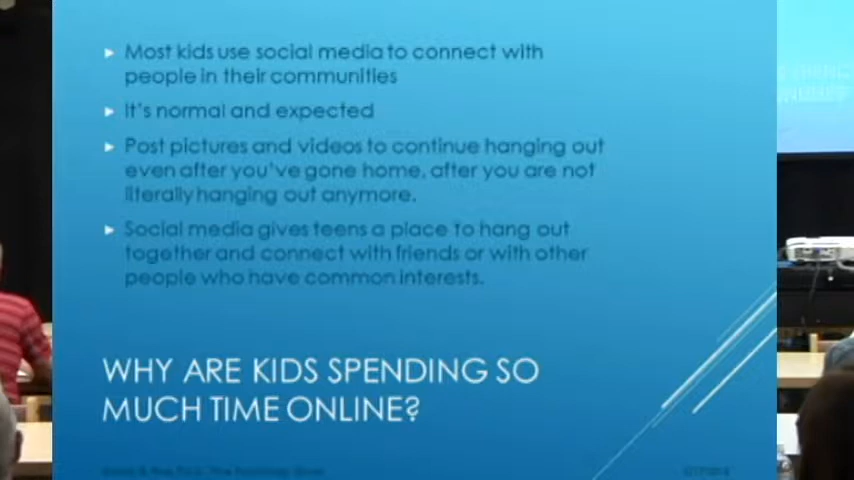 Most kids use social media to connect with
people in their communities
It's normal and expected
Post pictures and videos to continue hanging out
even after you've gone home, after you are not
literally hanging out anymore.
Social media gives teens a place to hang out
together and connect with friends or with other
people who have common interests.
WHY ARE KIDS SPENDING SO
MUCH TIME ONLINE?